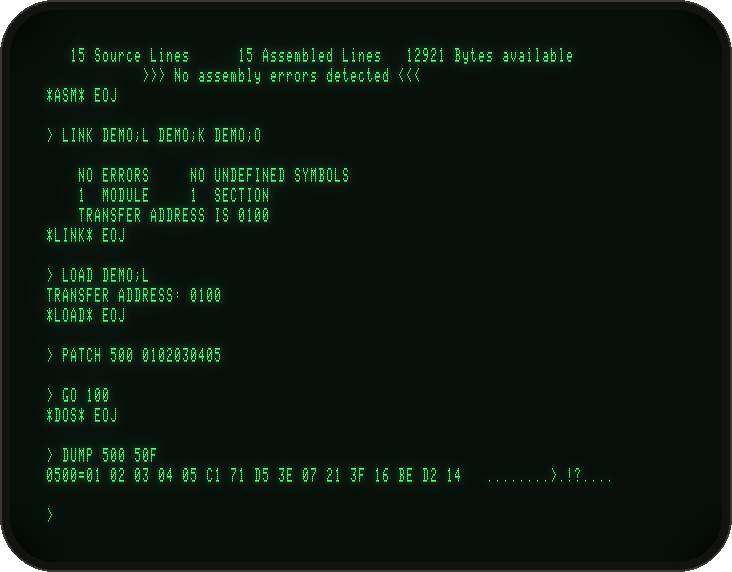 15 Source Lines      15 Assembled Lines   12921 Bytes available
>>> No assembly errors detected <<<
*ASM* EOJ
> LINK DEMO;L DEMO;K DEMO;O
NO ERRORS     NO UNDEFINED SYMBOLS
1  MODULE     1  SECTION
TRANSFER ADDRESS IS 0100
*LINK* EOJ
> LOAD DEMO;L
TRANSFER ADDRESS: 0100
*LOAD* EOJ
> PATCH 500 0102030405
> GO 100
*DOS* EOJ
> DUMP 500 50F
0500=01 02 03 04 05 C1 71 D5 3E 07 21 3F 16 BE D2 14   ........>.!?....
>